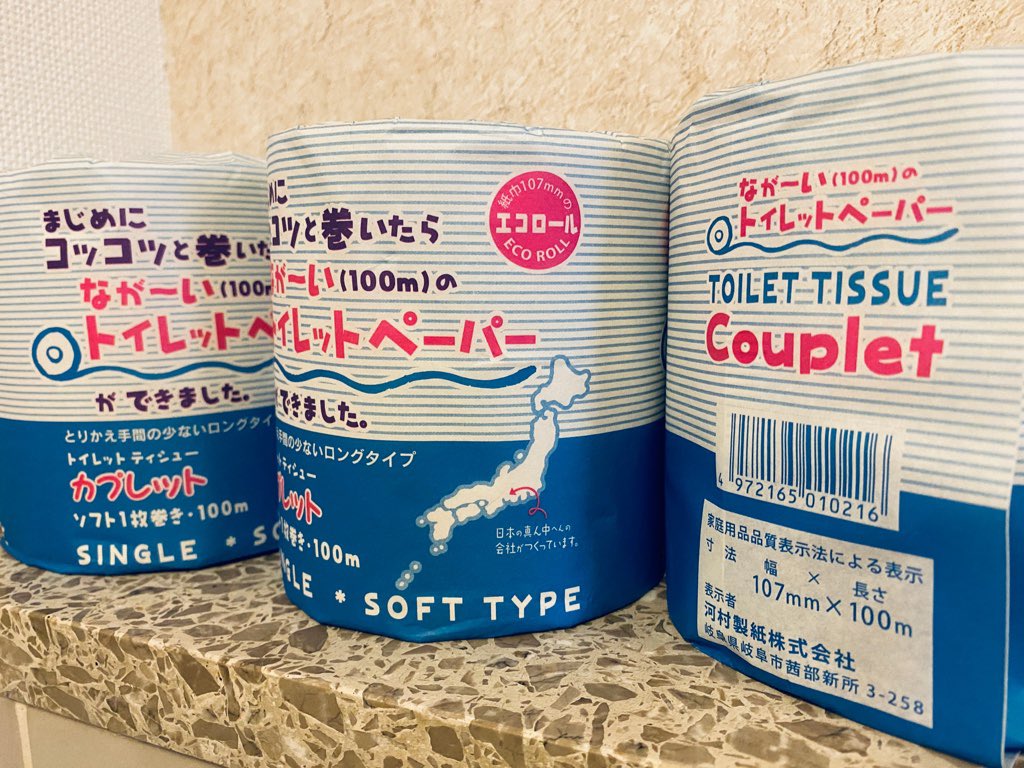 まじめに
コツコツと巻いた
なが〜い(100m
トイレットペ
ができました。
とりかえ手間の少ないロングタイ
トイレット ティシュー
カプレット
ソフト1枚巻き・100m
SINGLE * SO
めに
コツと巻いたら
なが〜い(100m)の
トイレットペーパー
できました。
手間の少ないロングタイプ
ティシュー
プレット
巻き・100m
GLE * SOFT TYPE
紙巾107mmの
エコロール
ECO ROLL
日本の真ん中へんの
会社がつくっています。
なが〜い(100m)の
トイレットペーパー
TOILET TISSUE
Couplet
4 972165 010216
家庭用品品質表示法による表示
寸法 幅 × 長さ
107mm×100m
表示者
河村製紙株式会社
岐阜県岐阜市茜部新所 3-258